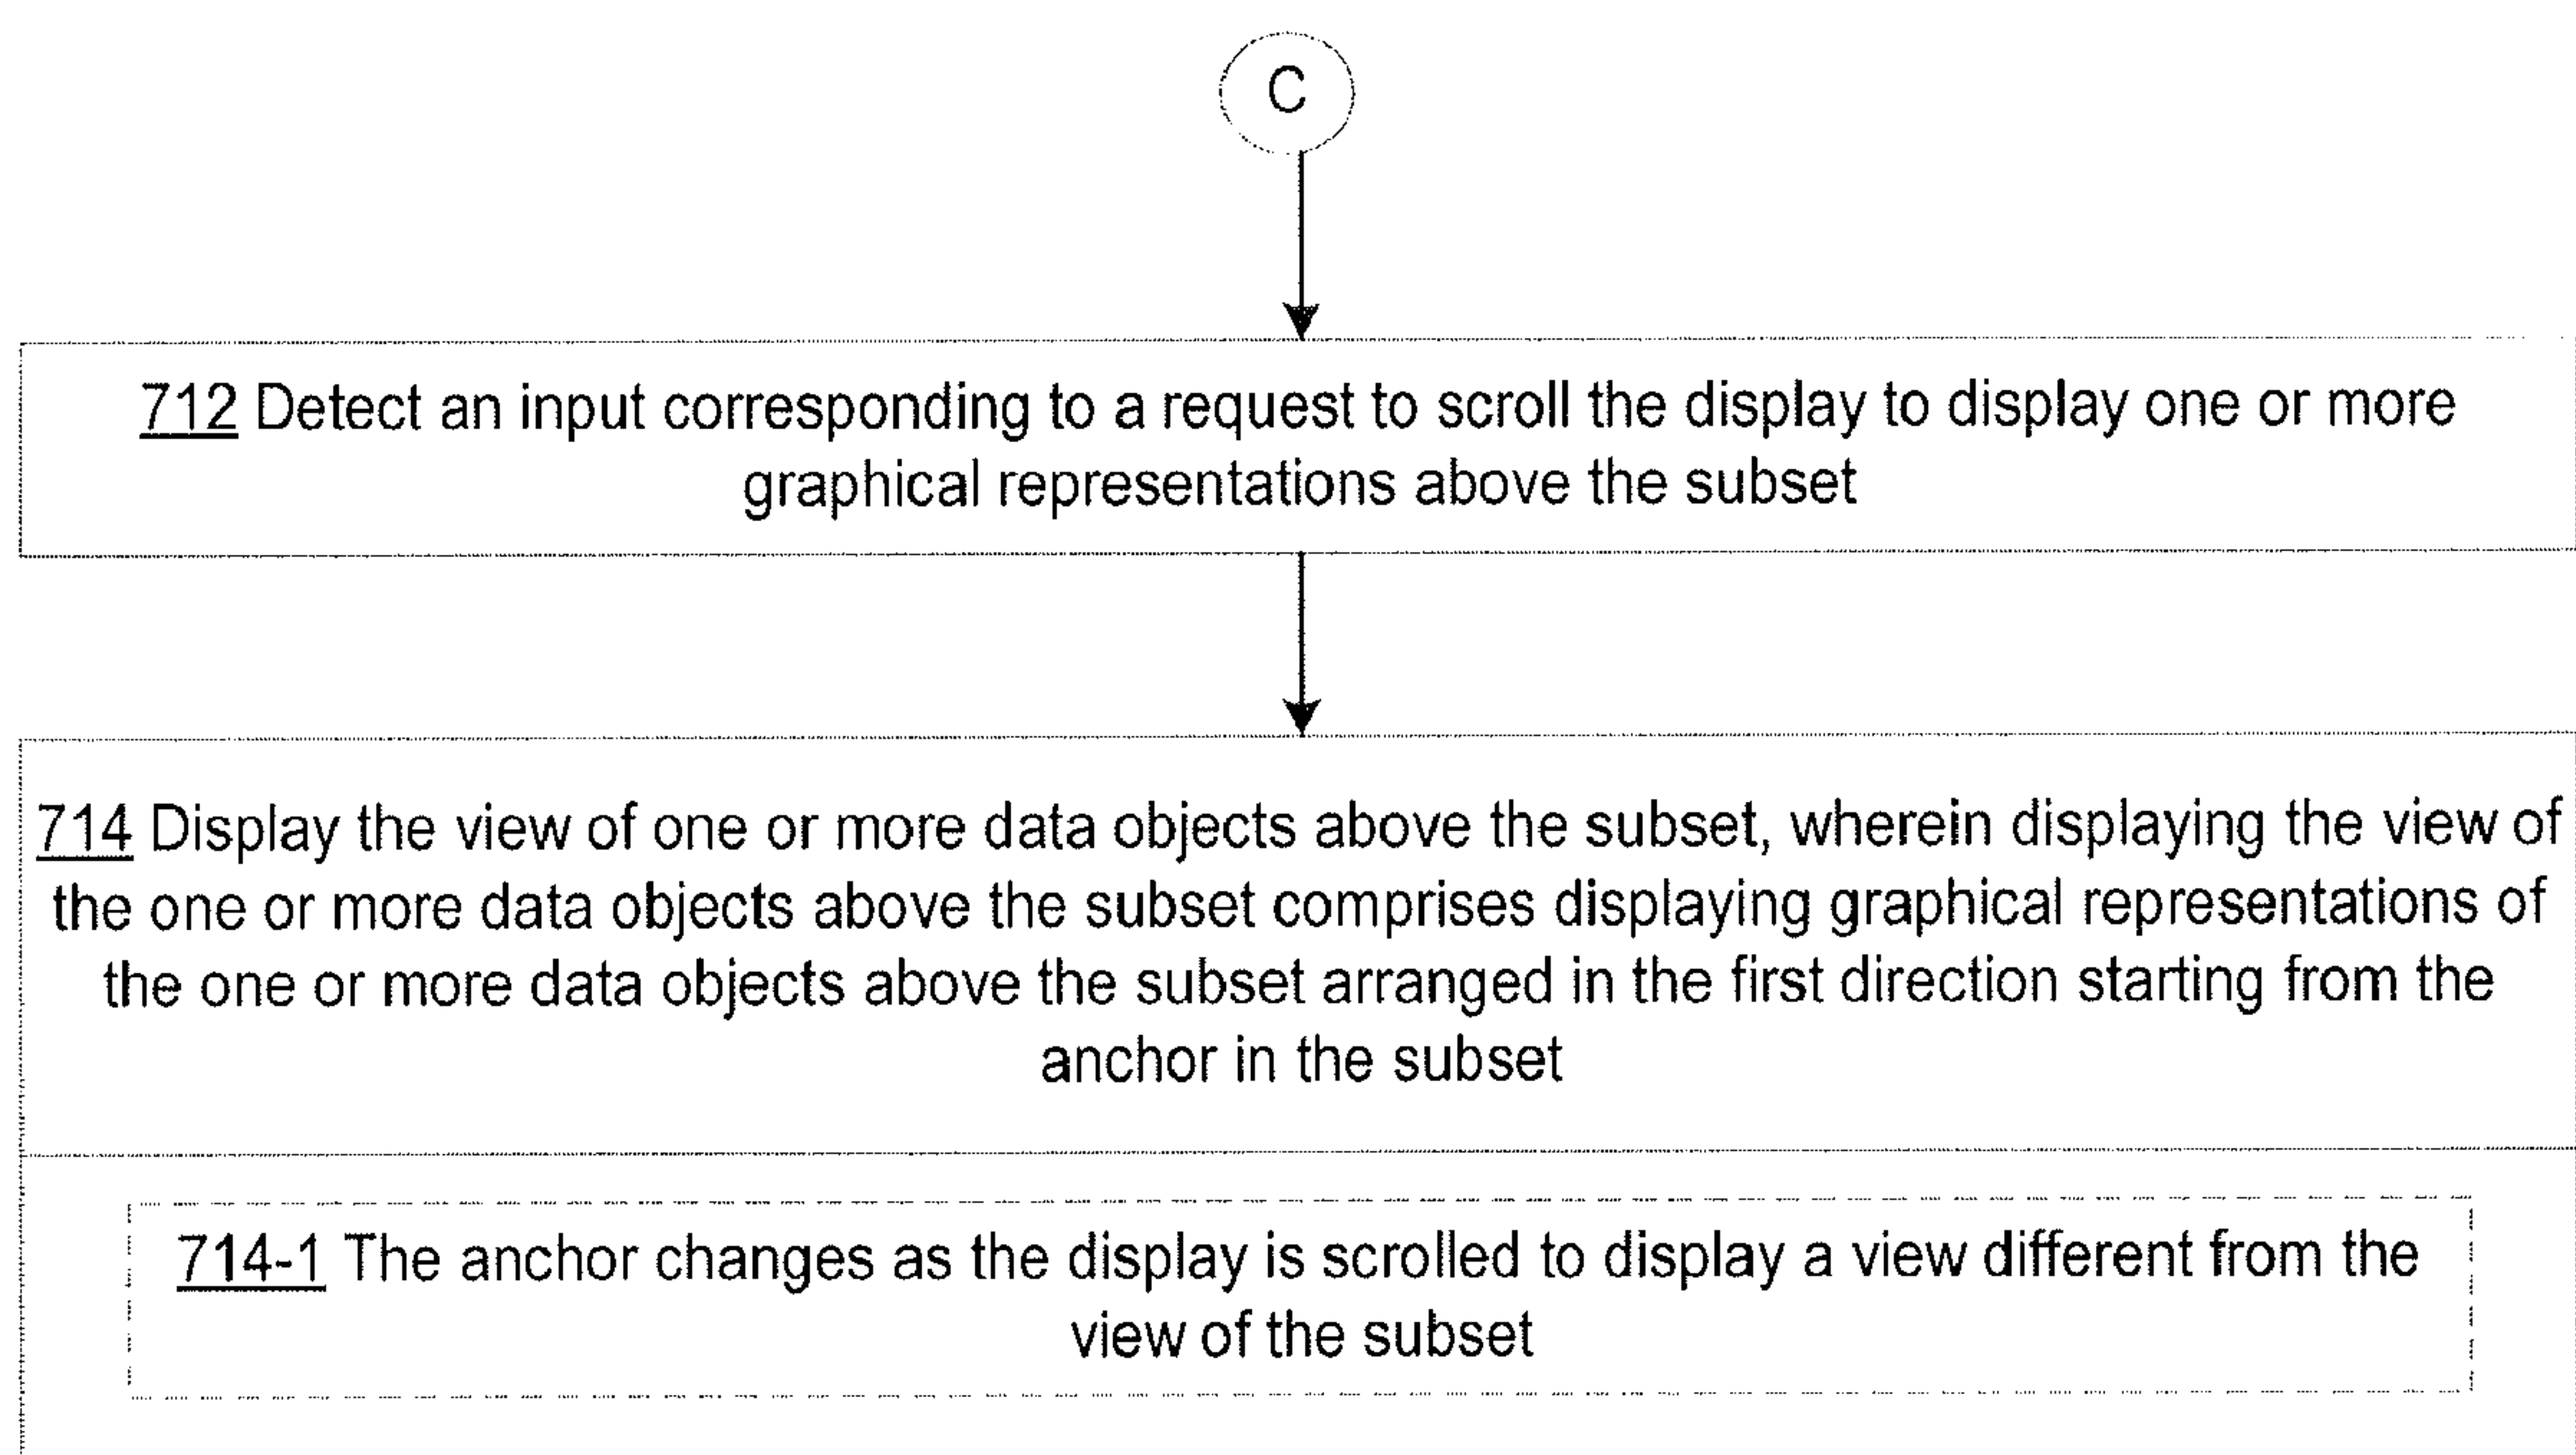 C
712 Detect an input corresponding to a request to scroll the display to display one or more
graphical representations above the subset
714 Display the view of one or more data objects above the subset, wherein displaying the view of
the one or more data objects above the subset comprises displaying graphical representations of
the one or more data objects above the subset arranged in the first direction starting from the
anchor in the subset
714-1 The anchor changes as the display is scrolled to display a view different from the
view of the subset